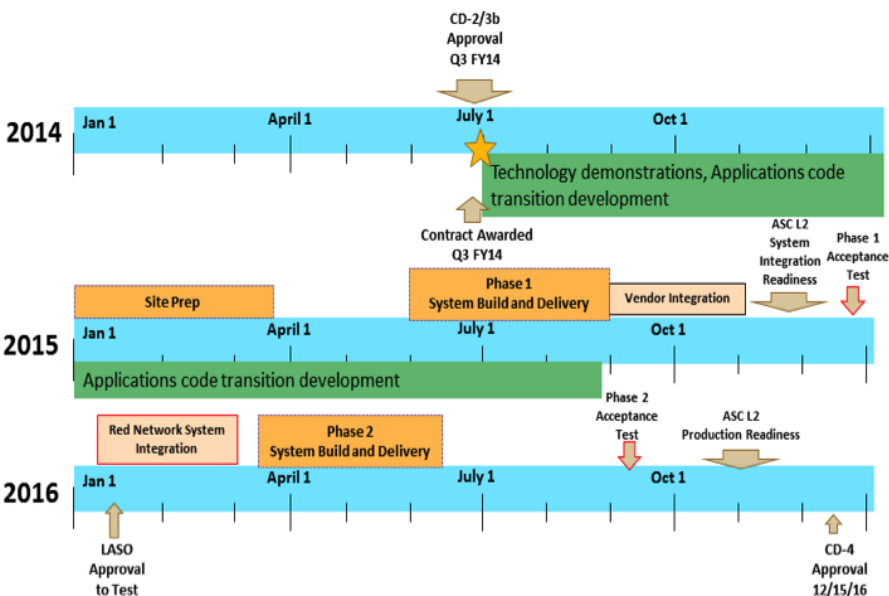 CD-2/3b
Approval
Q3 FY14
2014
Jan 1
April 1
July 1
Oct 1
Technology demonstrations, Applications code
transition development
Contract Awarded
Q3 FY14
ASC L2
System
Integration
Readiness
Phase 1
Acceptance
Test
Site Prep
Phase 1
System Build and Delivery
Vendor Integration
2015
Jan 1
April 1
July 1
Oct 1
Applications code transition development
Phase 2
Acceptance
Test
ASC L2
Production Readiness
Red Network System
Integration
Phase 2
System Build and Delivery
2016
Jan 1
April 1
July 1
Oct 1
LASO
Approval
to Test
CD-4
Approval
12/15/16